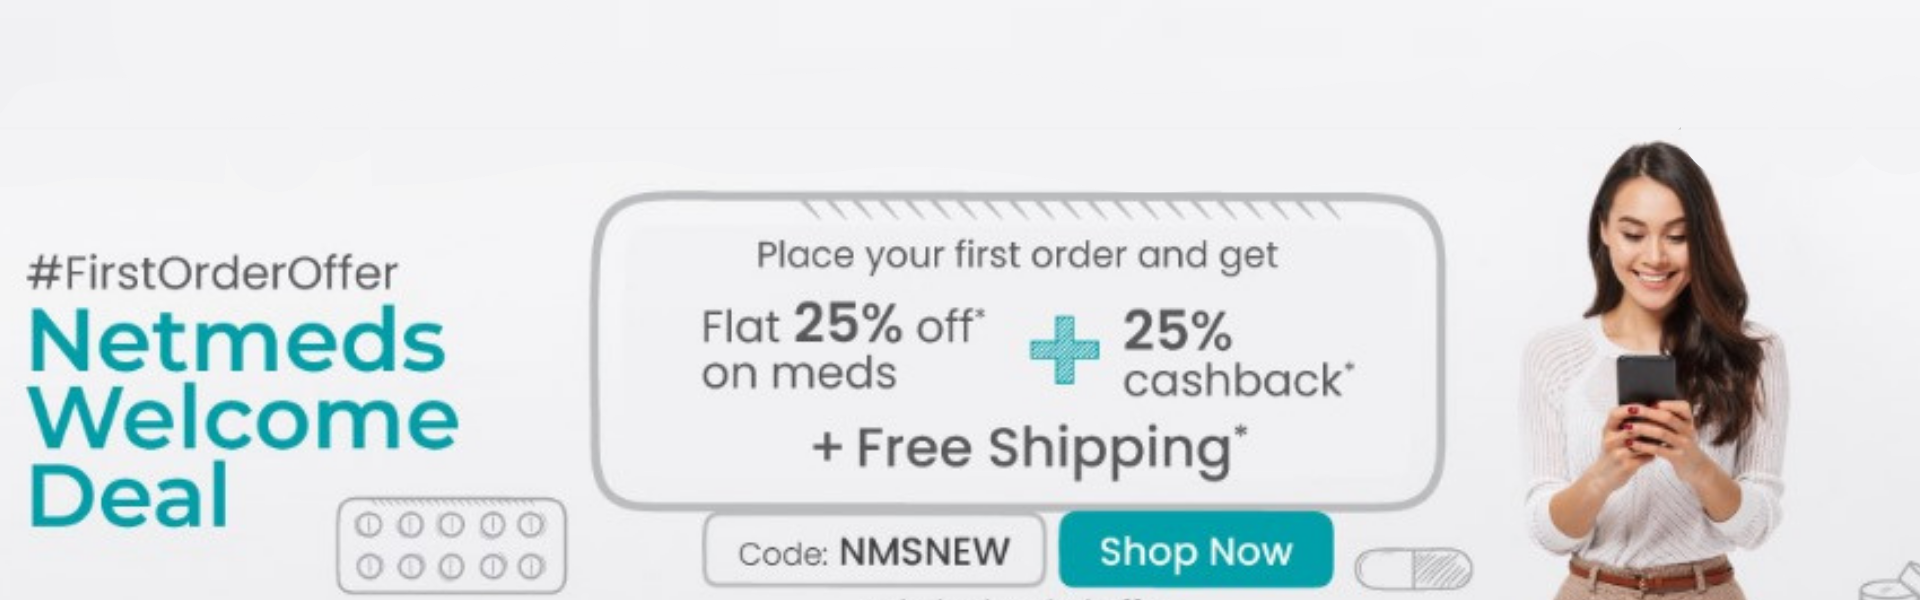 #FirstOrderOffer
Netmeds
Welcome
Deal
Place your first order and get
Flat 25% off*
on meds
25%
cashback*
+ Free Shipping*
Code: NMSNEW
Shop Now